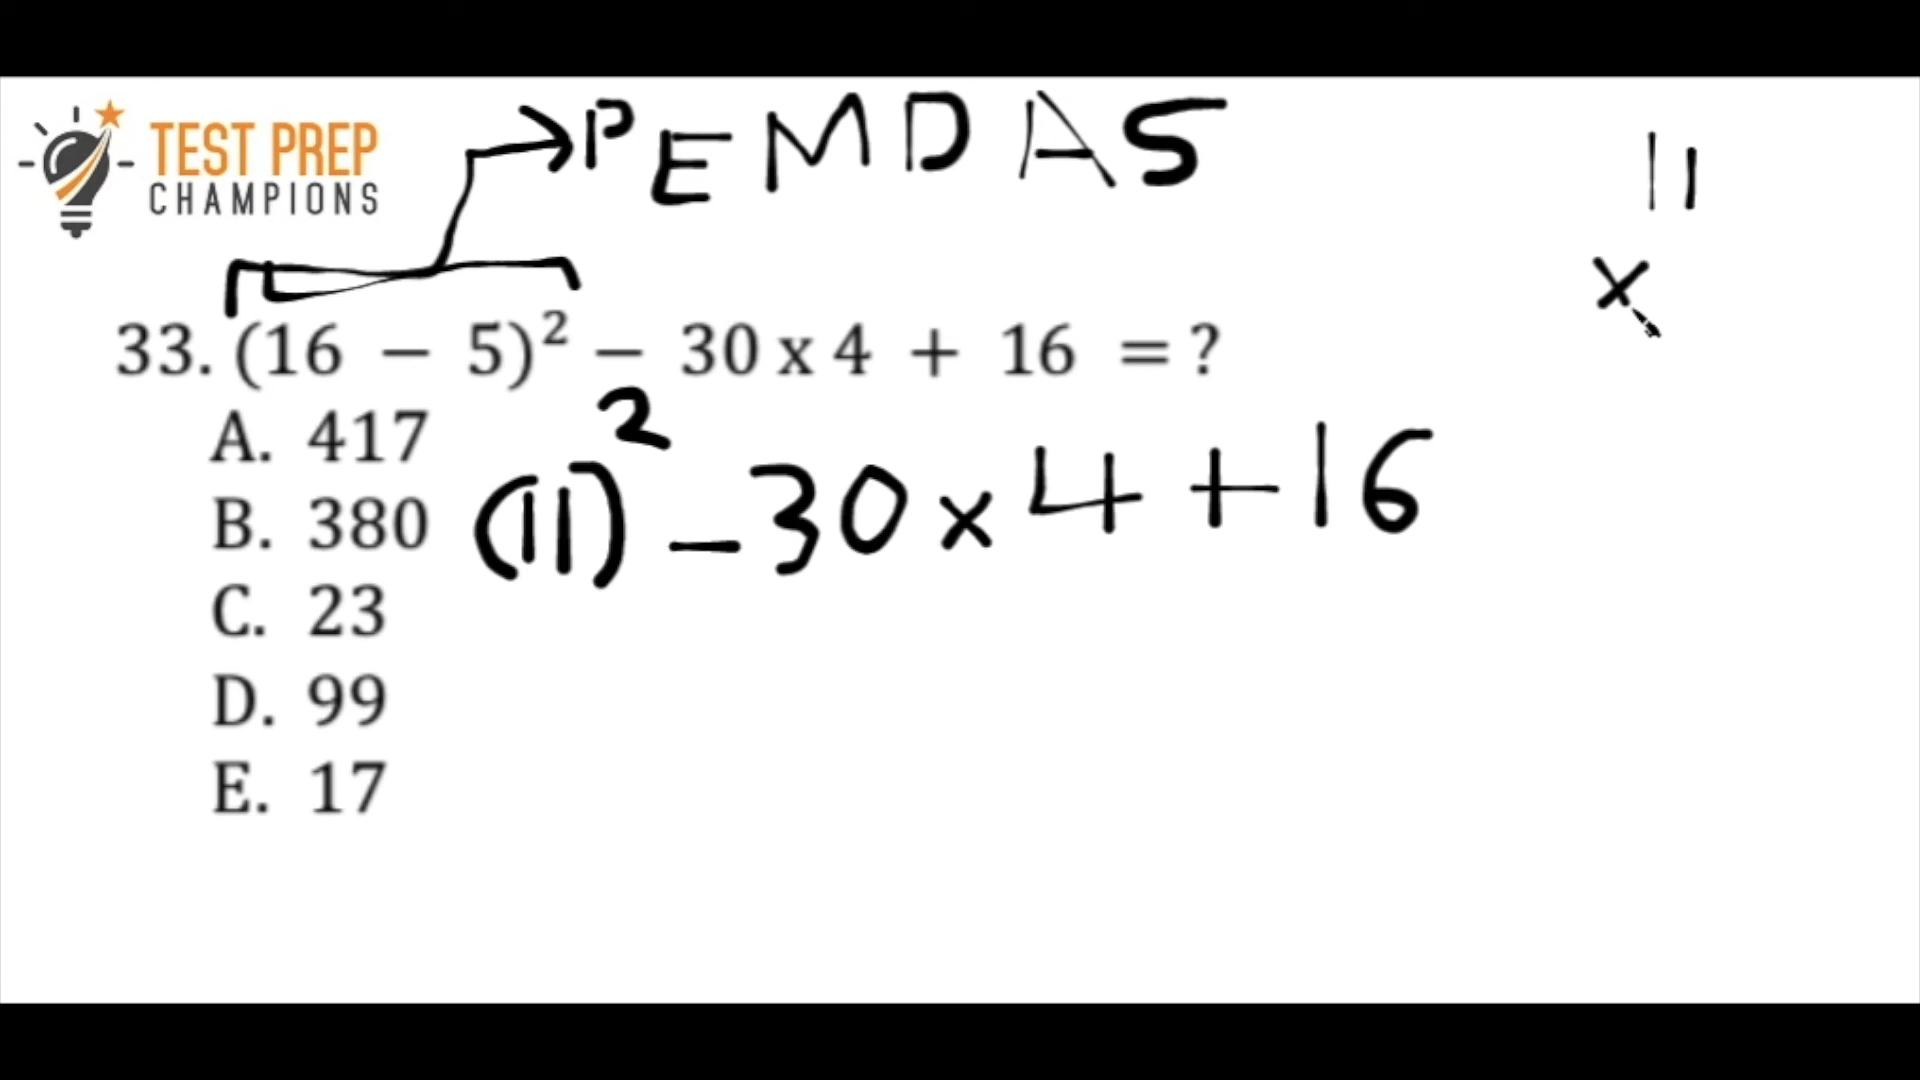 TEST PREP
CHAMPIONS
PEMDAS
11
x
33. (16 − 5)² − 30 x 4 + 16 = ?
A. 417
B. 380
C. 23
D. 99
E. 17
(11)² − 30 x 4 + 16